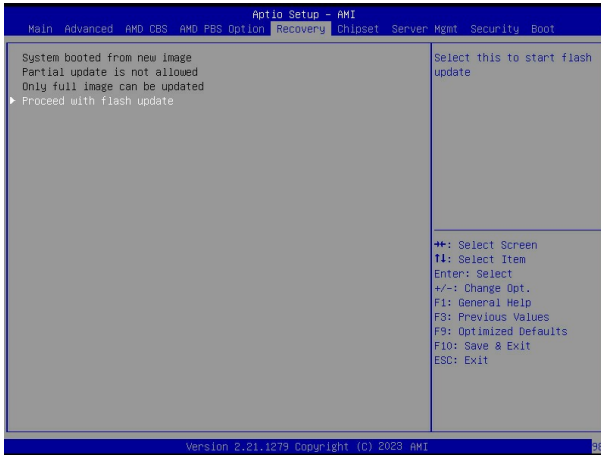 Aptio Setup - AMI
Main Advanced AMD CBS AMD PBS Option Recovery Chipset Server Mgmt Security Boot
System booted from new image
Partial update is not allowed
Only full image can be updated
Proceed with flash update
Select this to start flash
update
→←: Select Screen
↑↓: Select Item
Enter: Select
+/-: Change Opt.
F1: General Help
F3: Previous Values
F9: Optimized Defaults
F10: Save & Exit
ESC: Exit
Version 2.21.1279 Copyright (C) 2023 AMI